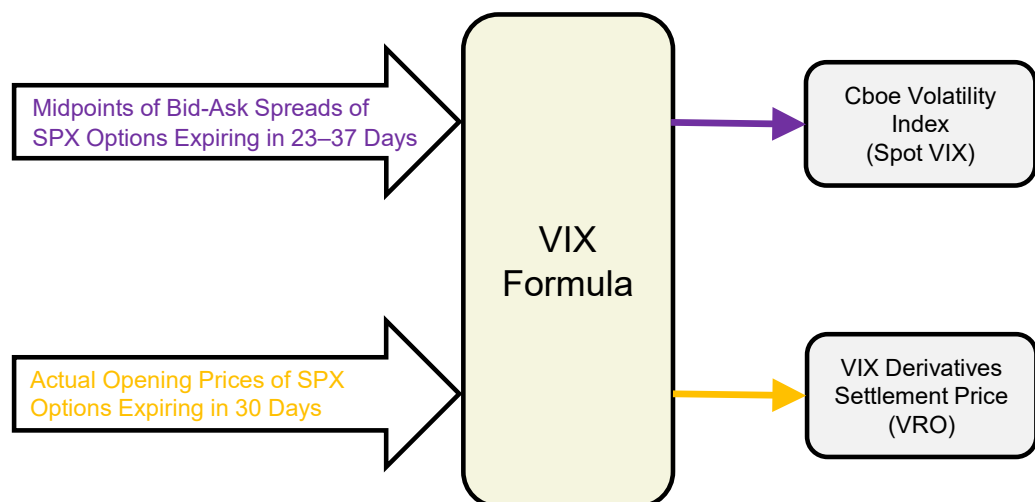 Midpoints of Bid-Ask Spreads of
SPX Options Expiring in 23–37 Days
VIX
Formula
Cboe Volatility
Index
(Spot VIX)
Actual Opening Prices of SPX
Options Expiring in 30 Days
VIX Derivatives
Settlement Price
(VRO)